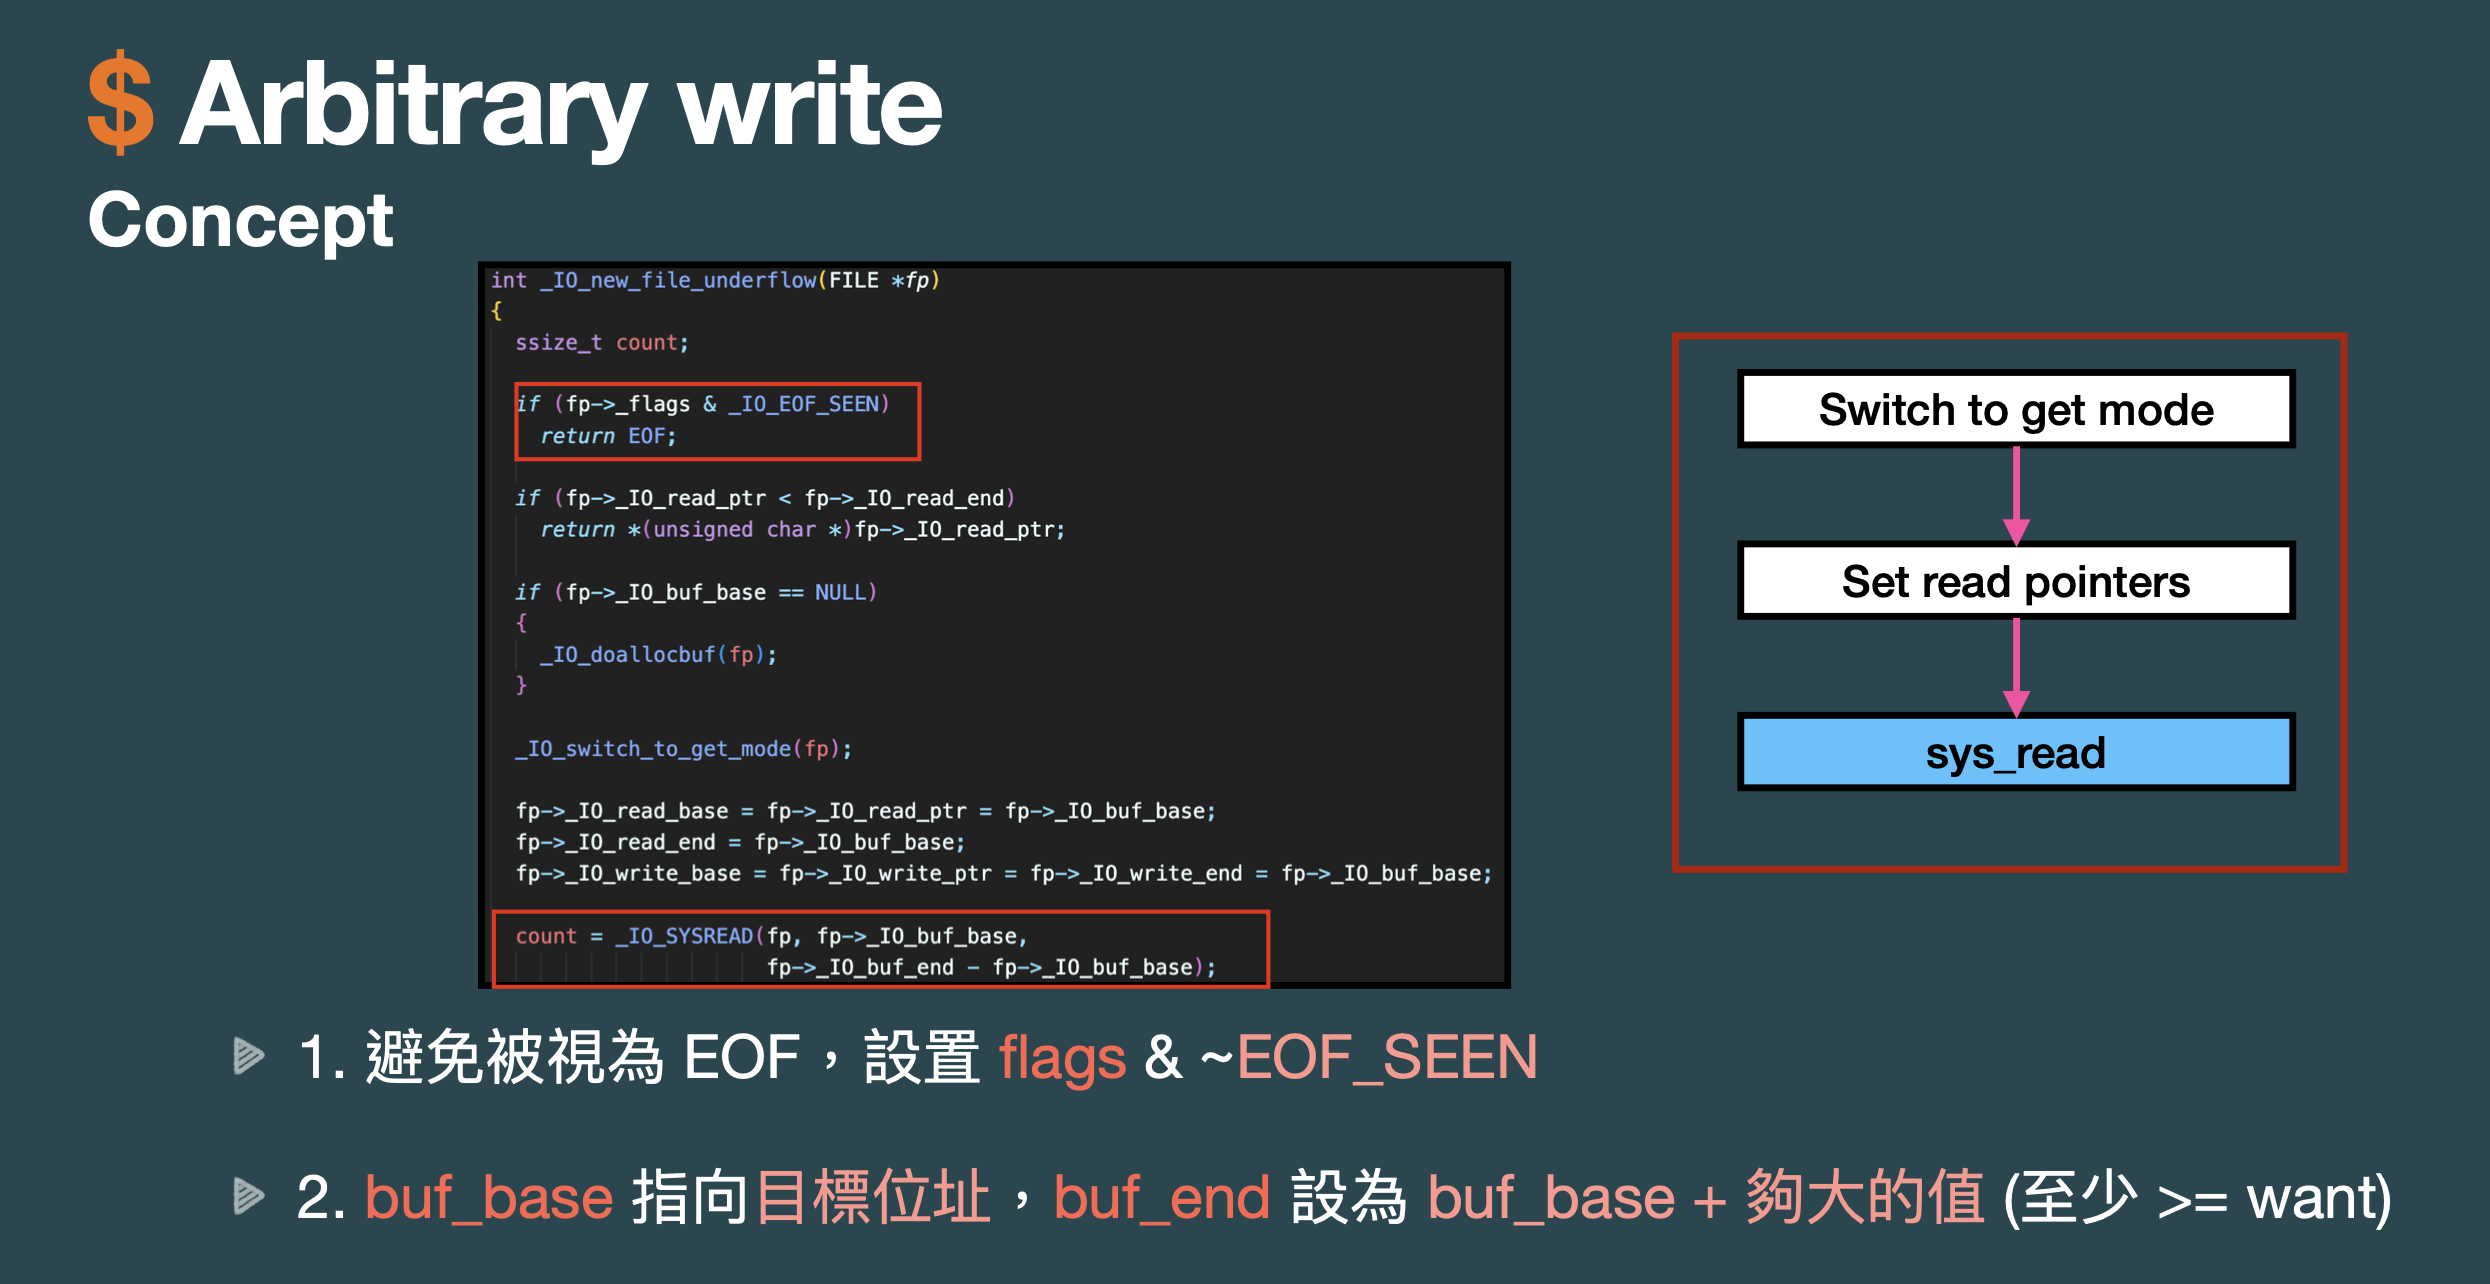 $ Arbitrary write
Concept
int _IO_new_file_underflow(FILE *fp)
{
ssize_t count;
if (fp->_flags & _IO_EOF_SEEN)
return EOF;
if (fp->_IO_read_ptr < fp->_IO_read_end)
return *(unsigned char *)fp->_IO_read_ptr;
if (fp->_IO_buf_base == NULL)
{
_IO_doallocbuf(fp);
}
_IO_switch_to_get_mode(fp);
fp->_IO_read_base = fp->_IO_read_ptr = fp->_IO_buf_base;
fp->_IO_read_end = fp->_IO_buf_base;
fp->_IO_write_base = fp->_IO_write_ptr = fp->_IO_write_end = fp->_IO_buf_base;
count = _IO_SYSREAD(fp, fp->_IO_buf_base,
fp->_IO_buf_end - fp->_IO_buf_base);
Switch to get mode
Set read pointers
sys_read
1. 避免被視為 EOF，設置 flags & ~EOF_SEEN
2. buf_base 指向目標位址，buf_end 設為 buf_base + 夠大的值 (至少 >= want)